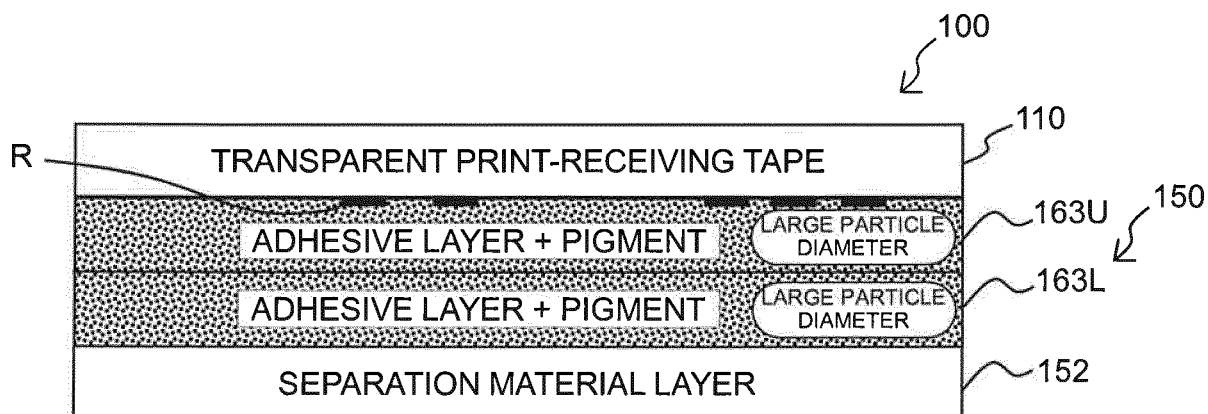 100
110
TRANSPARENT PRINT-RECEIVING TAPE
R
163U
150
ADHESIVE LAYER + PIGMENT
LARGE PARTICLE
DIAMETER
163L
ADHESIVE LAYER + PIGMENT
LARGE PARTICLE
DIAMETER
SEPARATION MATERIAL LAYER
152